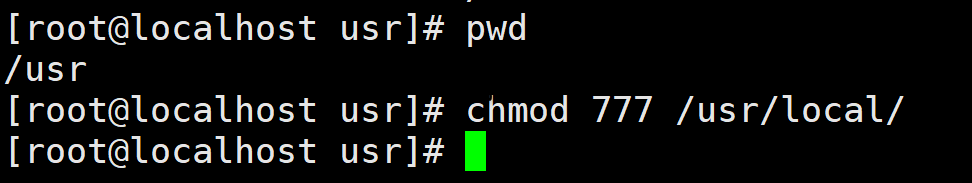 [root@localhost usr]# pwd
/usr
[root@localhost usr]# chmod 777 /usr/local/
[root@localhost usr]#